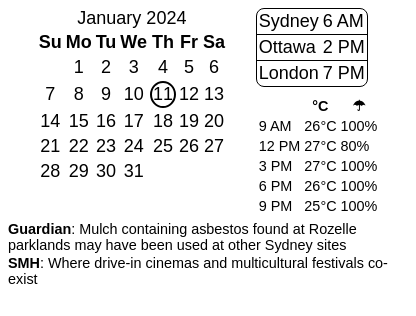 January 2024
Su Mo Tu We Th Fr Sa
1 2 3 4 5 6
7 8 9 10 11 12 13
14 15 16 17 18 19 20
21 22 23 24 25 26 27
28 29 30 31
Sydney 6 AM
Ottawa 2 PM
London 7 PM
°C ☂
9 AM 26°C 100%
12 PM 27°C 80%
3 PM 27°C 100%
6 PM 26°C 100%
9 PM 25°C 100%
Guardian: Mulch containing asbestos found at Rozelle
parklands may have been used at other Sydney sites
SMH: Where drive-in cinemas and multicultural festivals co-
exist